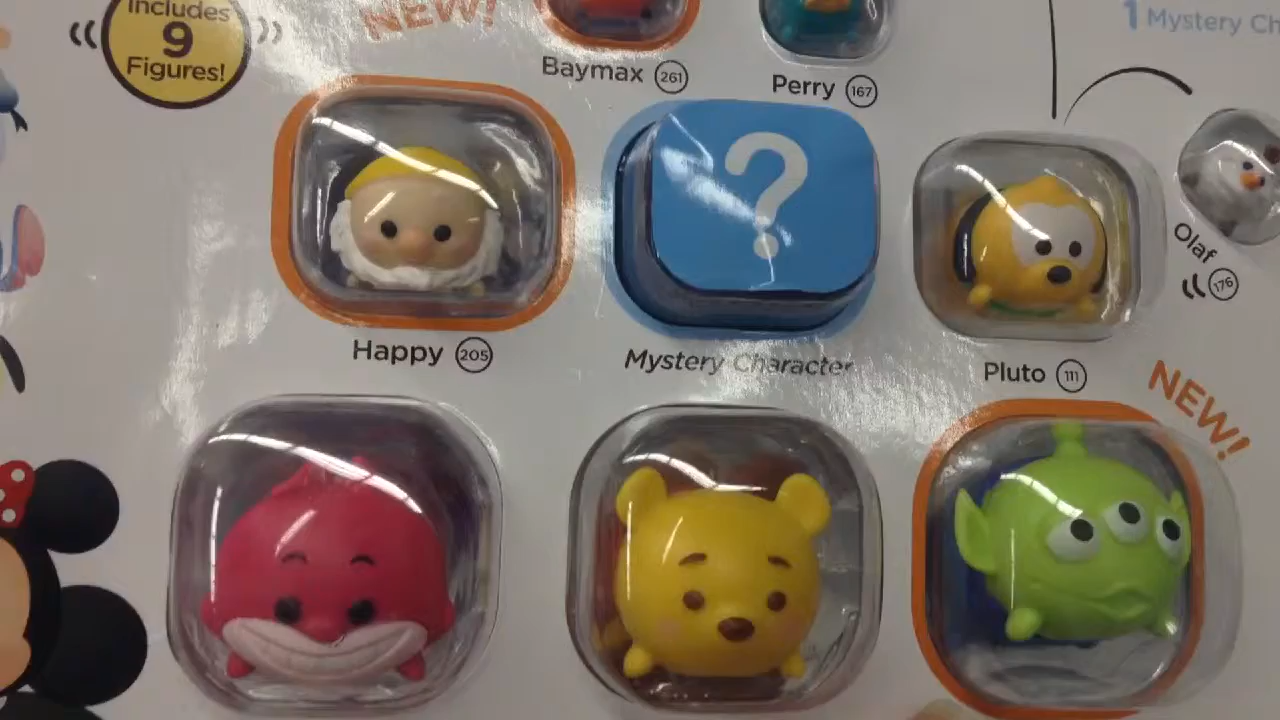 Includes
9
Figures!
NEW!
Baymax 261
Perry 167
1 Mystery Ch
Happy 205
?
Mystery Character
Pluto 111
Olaf
176
NEW!